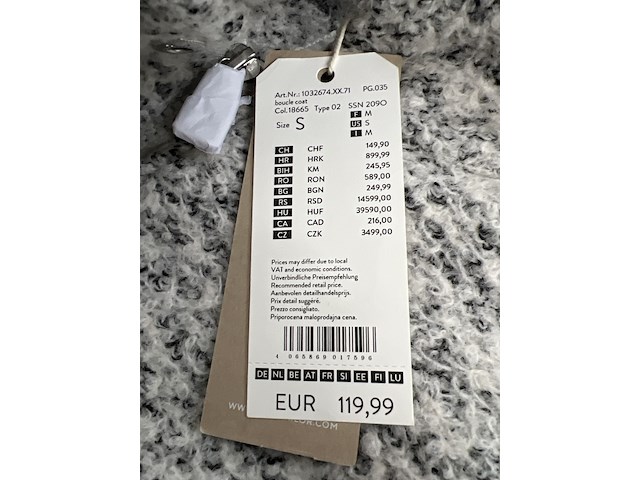 Art.Nr.: 1032674.XX.71 PG.035
boucle coat
Col.18665 Type 02 SSN 209O
Size S
F M
US S
I M
CH CHF 149,90
HR HRK 899,99
BIH KM 245,95
RO RON 589,00
BG BGN 249,99
RS RSD 14599,00
HU HUF 39590,00
CA CAD 216,00
CZ CZK 3499,00
Prices may differ due to local
VAT and economic conditions.
Unverbindliche Preisempfehlung
Recommended retail price.
Aanbevolen detailhandelsprijs.
Prix detail suggéré.
Prezzo consigliato.
Priporocena maloprodajna cena.
4 065869 017596
DE NL BE AT FR SI EE FI LU
EUR 119,99